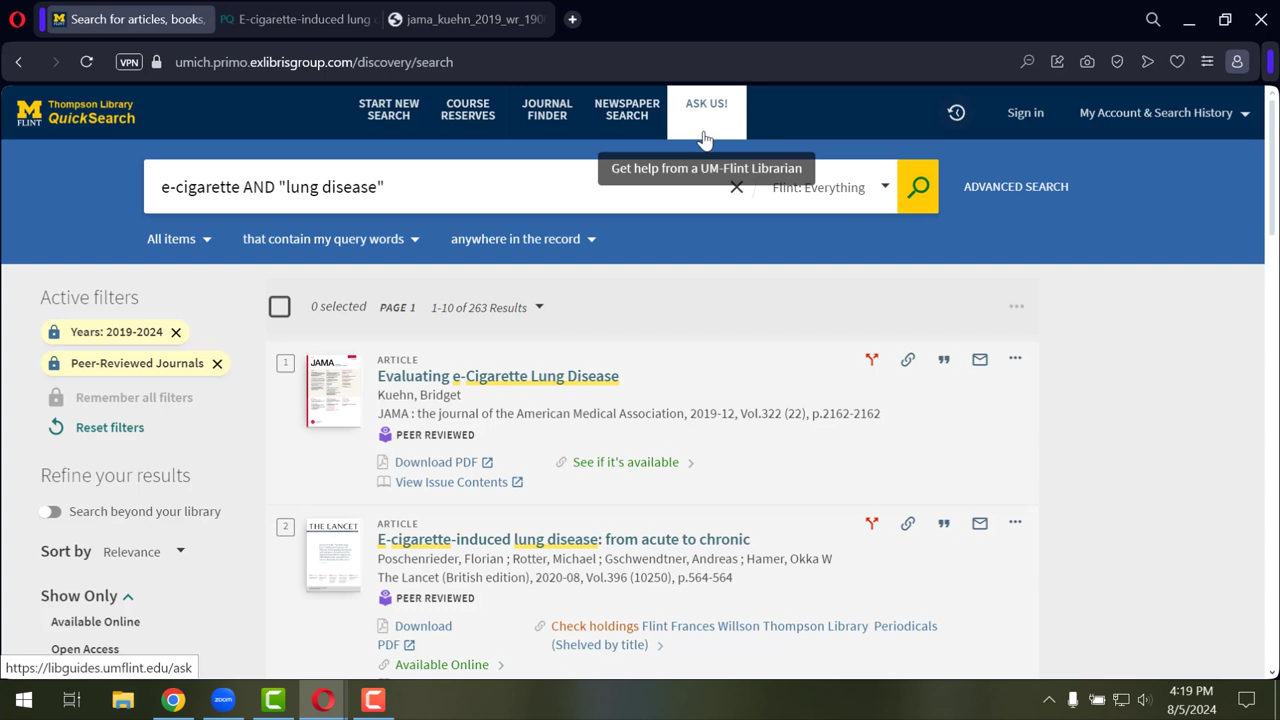 Search for articles, books,
E-cigarette-induced lung
jama_kuehn_2019_wr_190
VPN
umich.primo.exlibrisgroup.com/discovery/search
M FLINT
Thompson Library
QuickSearch
START NEW SEARCH
COURSE RESERVES
JOURNAL FINDER
NEWSPAPER SEARCH
ASK US!
Sign in
My Account & Search History
Get help from a UM-Flint Librarian
e-cigarette AND "lung disease"
Flint: Everything
ADVANCED SEARCH
All items
that contain my query words
anywhere in the record
Active filters
Years: 2019-2024
Peer-Reviewed Journals
Remember all filters
Reset filters
Refine your results
Search beyond your library
Sort by Relevance
Show Only
Available Online
Open Access
0 selected PAGE 1 1-10 of 263 Results
1
JAMA
ARTICLE
Evaluating e-Cigarette Lung Disease
Kuehn, Bridget
JAMA : the journal of the American Medical Association, 2019-12, Vol.322 (22), p.2162-2162
PEER REVIEWED
Download PDF
See if it's available
View Issue Contents
2
THE LANCET
ARTICLE
E-cigarette-induced lung disease: from acute to chronic
Poschenrieder, Florian ; Rotter, Michael ; Gschwendtner, Andreas ; Hamer, Okka W
The Lancet (British edition), 2020-08, Vol.396 (10250), p.564-564
PEER REVIEWED
Download PDF
Check holdings Flint Frances Willson Thompson Library Periodicals
(Shelved by title)
Available Online
https://libguides.umflint.edu/ask
zoom
4:19 PM
8/5/2024